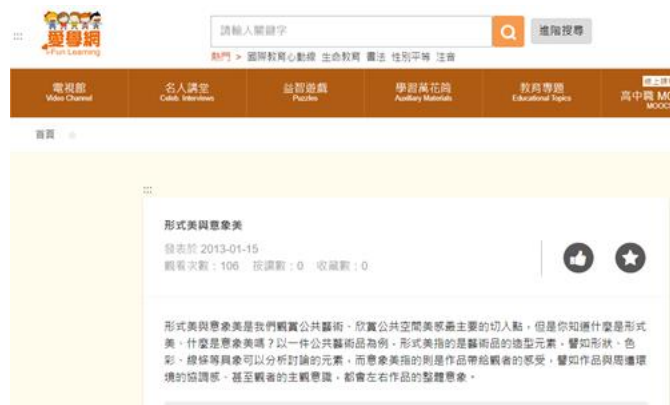 愛學網
Fun Learning
請輸入關鍵字
進階搜尋
熱門 > 國際教育心動線 生命教育 書法 性別平等 注音
電視館 名人講堂 益智遊戲 學習萬花筒 教育專題
Video Channel Celeb. Interviews Puzzles Auxiliary Materials Educational Topics
高中職 MO
MOOCS
首頁
形式美與意象美
發表於 2013-01-15
觀看次數：106 按讚數：0 收藏數：0
形式美與意象美是我們觀賞公共藝術、欣賞公共空間美感最主要的切入點，但是你知道什麼是形式
美、什麼是意象美嗎？以一件公共藝術品為例，形式美指的是藝術品的造型元素，譬如形狀、色
彩、線條等具象可以分析討論的元素，而意象美指的則是作品帶給觀者的感受，譬如作品與周遭環
境的協調感、甚至觀者的主觀意識，都會左右作品的整體意象。